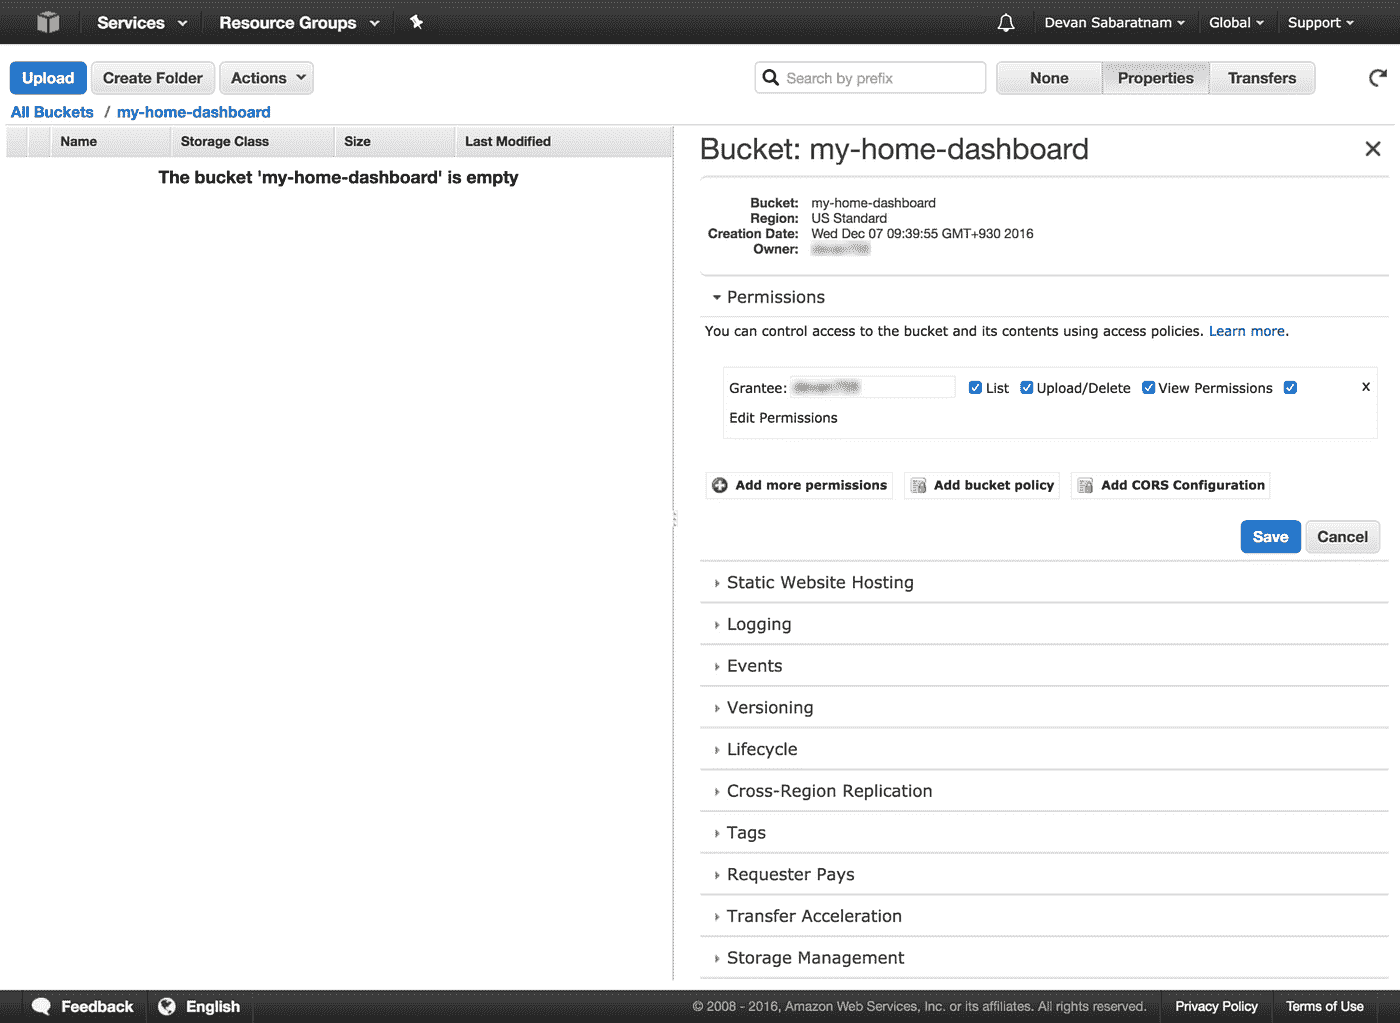 Services Resource Groups Devan Sabaratnam Global Support
Upload Create Folder Actions Search by prefix None Properties Transfers
All Buckets / my-home-dashboard
Name Storage Class Size Last Modified
The bucket 'my-home-dashboard' is empty
Bucket: my-home-dashboard
Bucket: my-home-dashboard
Region: US Standard
Creation Date: Wed Dec 07 09:39:55 GMT+930 2016
Owner:
Permissions
You can control access to the bucket and its contents using access policies. Learn more.
Grantee: List Upload/Delete View Permissions x
Edit Permissions
Add more permissions Add bucket policy Add CORS Configuration
Save Cancel
Static Website Hosting
Logging
Events
Versioning
Lifecycle
Cross-Region Replication
Tags
Requester Pays
Transfer Acceleration
Storage Management
Feedback English © 2008 - 2016, Amazon Web Services, Inc. or its affiliates. All rights reserved. Privacy Policy Terms of Use